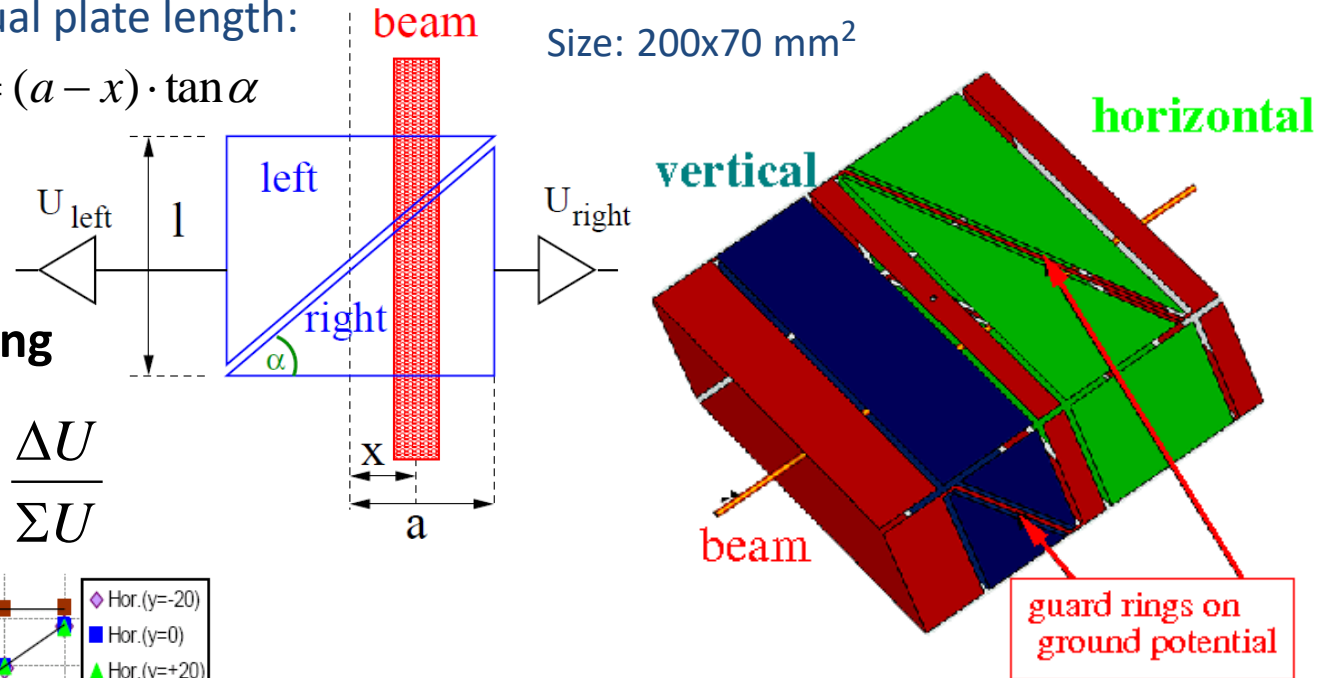 ual plate length:
(a − x) · tan α
beam
Size: 200x70 mm²
horizontal
vertical
left
U left
l
U right
right
α
ng
ΔU
ΣU
x
a
beam
guard rings on
ground potential
Hor.(y=-20)
Hor.(y=0)
Hor.(y=+20)